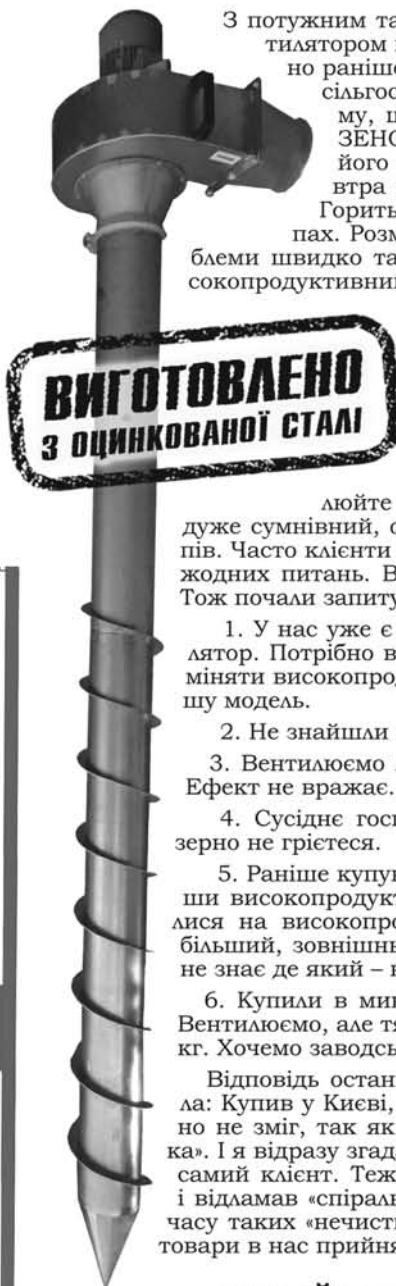 З потужним та
тилятором
но раніше
сільгос
му, щ
ЗЕНО
його
втра
Горить
пах. Розм
блеми швидко та
сокопродуктивним
ВИГОТОВЛЕНО
З ОЦИНКОВАНОЇ СТАЛІ
люйте
дуже сумнівний, о
пів. Часто клієнти
жодних питань. В
Тож почали запиту
1. У нас уже є
лятор. Потрібно в
міняти високопрод
шу модель.
2. Не знайшли
3. Вентилюємо
Ефект не вражає.
4. Сусіднє госп
зерно не грієтеся.
5. Раніше купу
ши високопродукт
лися на високопро
більший, зовнішн
не знає де який – н
6. Купили в ми
Вентилюємо, але тя
кг. Хочемо заводсь
Відповідь остан
ла: Купив у Києві,
но не зміг, так як
ка». І я відразу згад
самий клієнт. Теж
і відламав «спірал
часу таких «нечист
товари в нас прийня